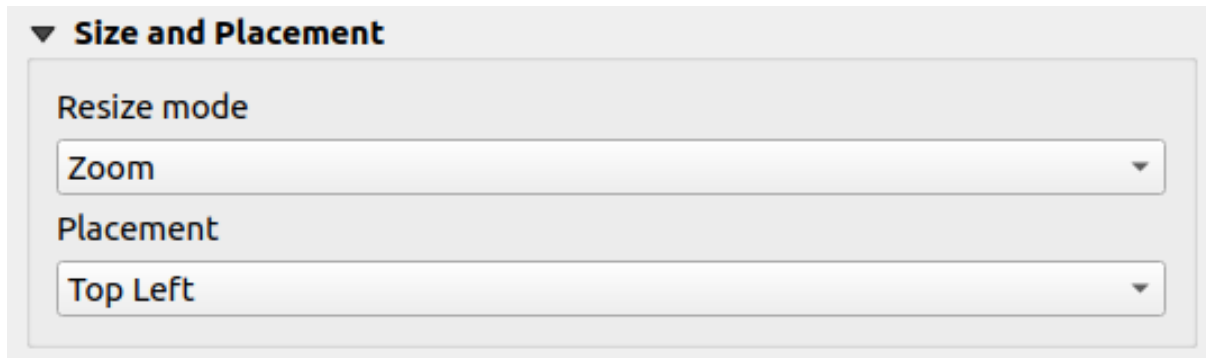 Size and Placement
Resize mode
Zoom
Placement
Top Left